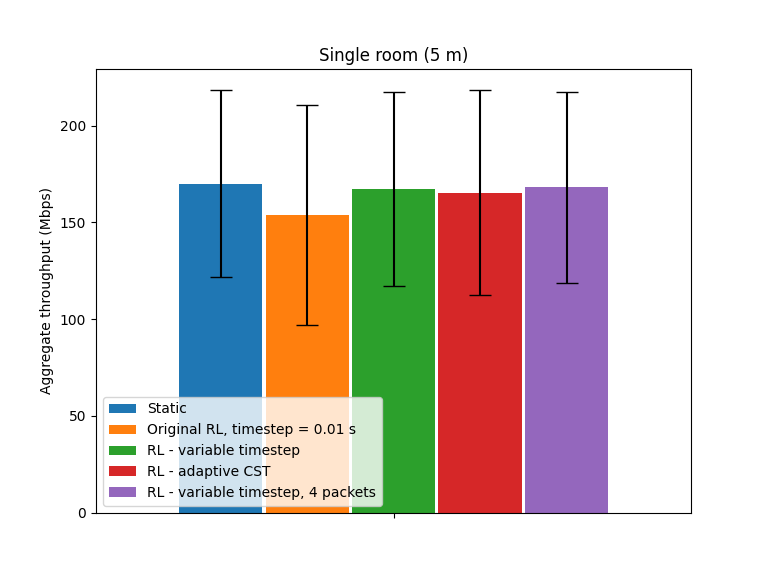 Single room (5 m)
Aggregate throughput (Mbps)
200
150
100
50
0
Static
Original RL, timestep = 0.01 s
RL - variable timestep
RL - adaptive CST
RL - variable timestep, 4 packets